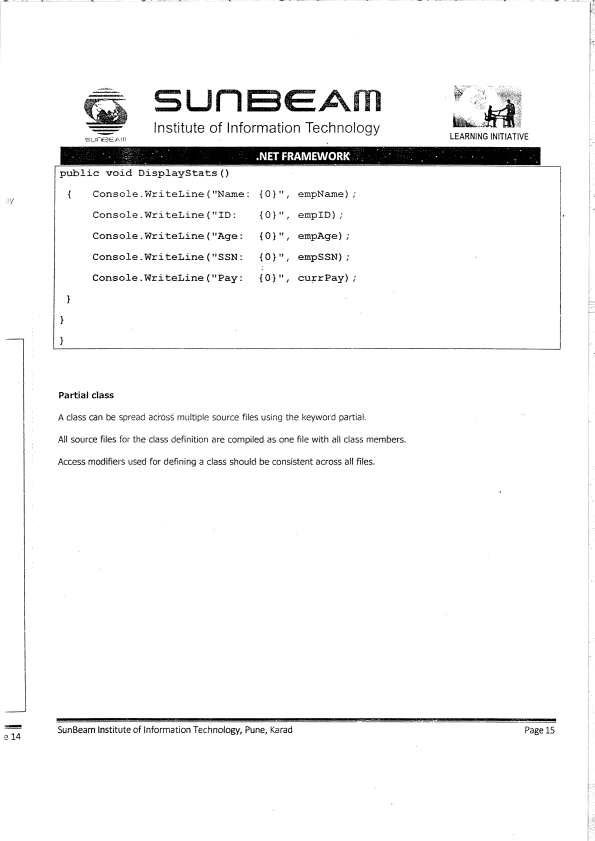 SUNBEAM
Institute of Information Technology
SUNBEAM
LEARNING INITIATIVE
.NET FRAMEWORK
public void DisplayStats()
{ Console.WriteLine("Name: {0}", empName);
Console.WriteLine("ID: {0}", empID);
Console.WriteLine("Age: {0}", empAge);
Console.WriteLine("SSN: {0}", empSSN);
Console.WriteLine("Pay: {0}", currPay);
}
}
}
Partial class
A class can be spread across multiple source files using the keyword partial.
All source files for the class definition are compiled as one file with all class members.
Access modifiers used for defining a class should be consistent across all files.
SunBeam Institute of Information Technology, Pune, Karad
Page 15
e 14